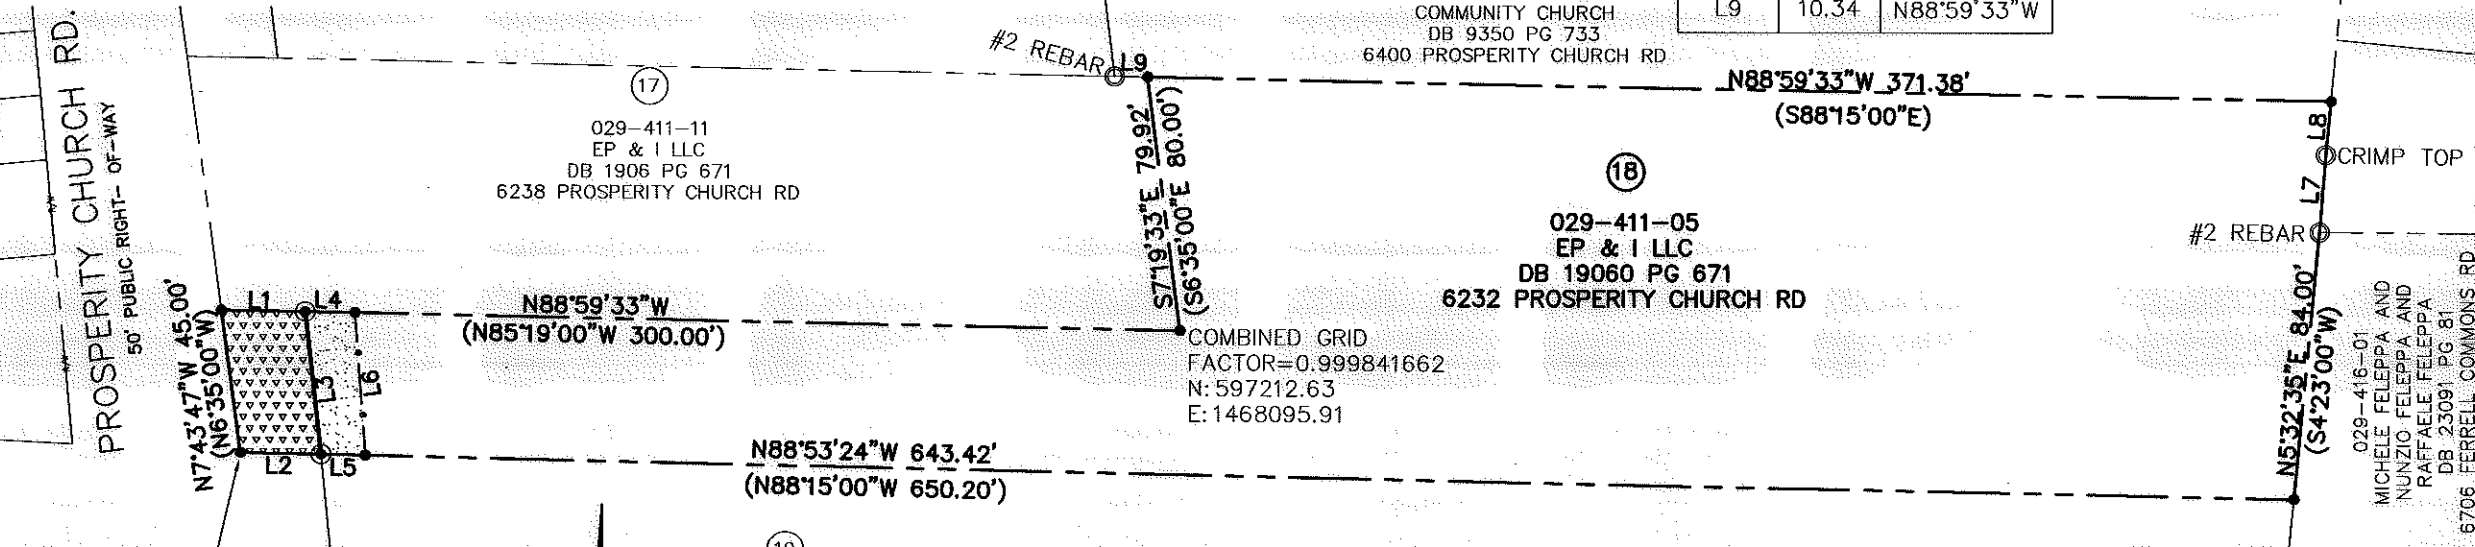 PROSPERITY CHURCH RD.
50' PUBLIC RIGHT- OF-WAY
17
029-411-11
EP & I LLC
DB 1906 PG 671
6238 PROSPERITY CHURCH RD
#2 REBAR
L9
COMMUNITY CHURCH
DB 9350 PG 733
6400 PROSPERITY CHURCH RD
L9 10.34 N88°59'33"W
N88°59'33"W 371.38'
(S88°15'00"E)
S7°19'33"E 79.92'
(S6°35'00"E 80.00')
18
029-411-05
EP & I LLC
DB 19060 PG 671
6232 PROSPERITY CHURCH RD
L8
CRIMP TOP
L7
#2 REBAR
N7°43'47"W 45.00'
(N6°35'00"W)
L1
L4
L3
L6
L2
L5
N88°59'33"W
(N85°19'00"W 300.00')
COMBINED GRID
FACTOR=0.999841662
N: 597212.63
E: 1468095.91
N88°53'24"W 643.42'
(N88°15'00"W 650.20')
N5°32'35"E 84.00'
(S4°23'00"W)
029-416-01
MICHELE FELEPPA AND
NUNZIO FELEPPA AND
RAFFAELE FELEPPA
DB 23091 PG 81
6706 FERRELL COMMONS RD